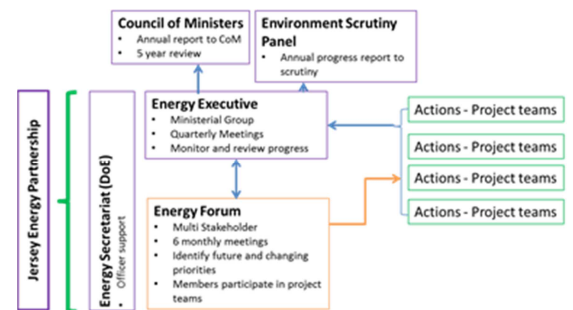 Council of Ministers
• Annual report to CoM
• 5 year review
Environment Scrutiny
Panel
• Annual progress report to
scrutiny
Jersey Energy Partnership
Energy Secretariat (DoE)
• Officer support
Energy Executive
• Ministerial Group
• Quarterly Meetings
• Monitor and review progress
Energy Forum
• Multi Stakeholder
• 6 monthly meetings
• Identify future and changing
priorities
• Members participate in project
teams
Actions - Project teams
Actions - Project teams
Actions - Project teams
Actions - Project teams